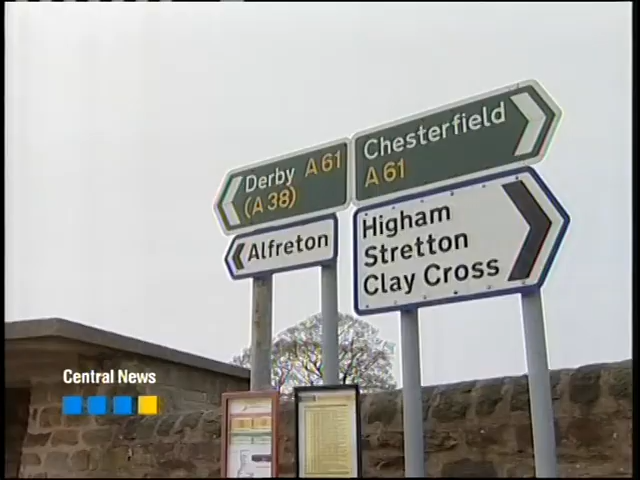 Derby A61
(A38)
Chesterfield
A61
Alfreton
Higham
Stretton
Clay Cross
Central News